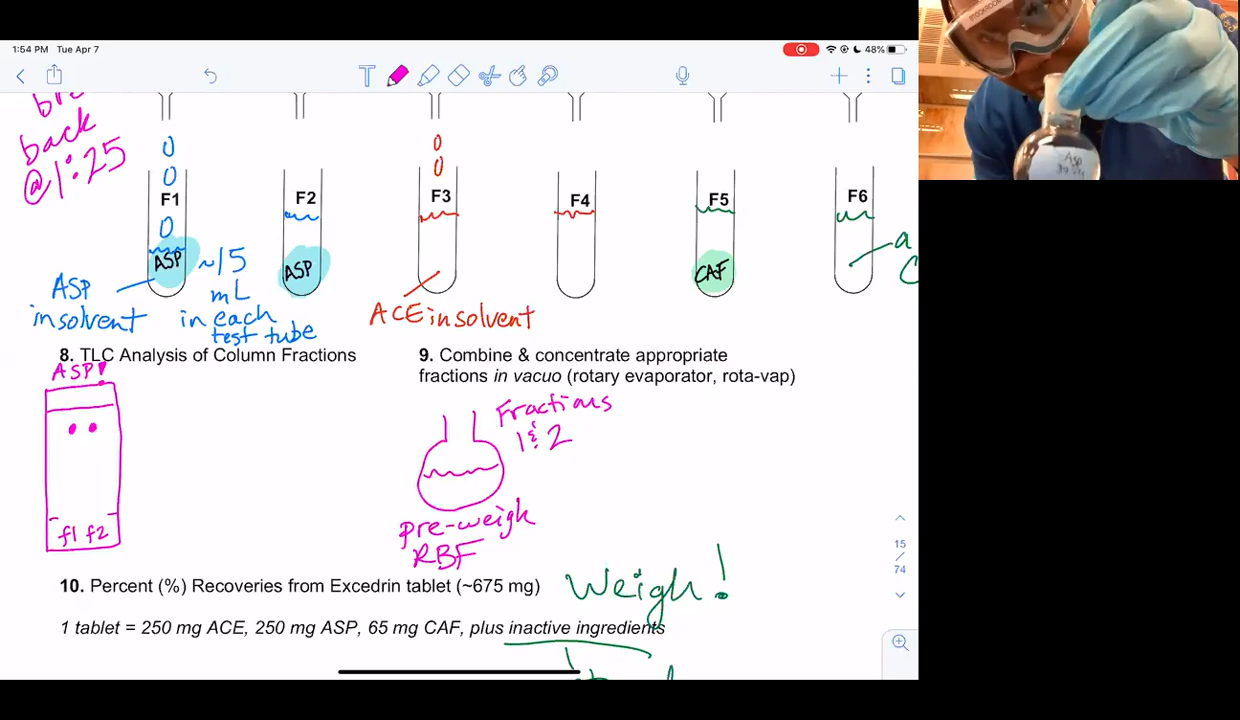 1:54 PM Tue Apr 7
48%
back
@1:25
F1
F2
F3
F4
F5
F6
ASP
ASP
CAF
~15
mL
in each
test tube
ASP
in solvent
ACE in solvent
a
C
8. TLC Analysis of Column Fractions
ASP!
f1 f2
9. Combine & concentrate appropriate
fractions in vacuo (rotary evaporator, rota-vap)
Fractions
1 & 2
pre-weigh
RBF
15
74
10. Percent (%) Recoveries from Excedrin tablet (~675 mg)
Weigh!
1 tablet = 250 mg ACE, 250 mg ASP, 65 mg CAF, plus inactive ingredients